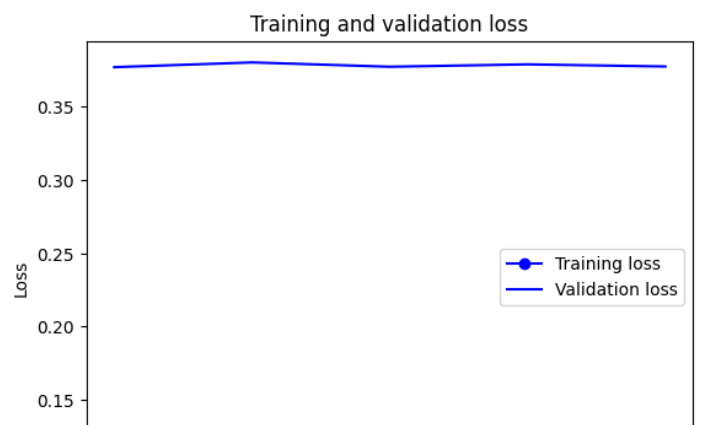 Training and validation loss
0.35
0.30
0.25
0.20
0.15
Loss
Training loss
Validation loss